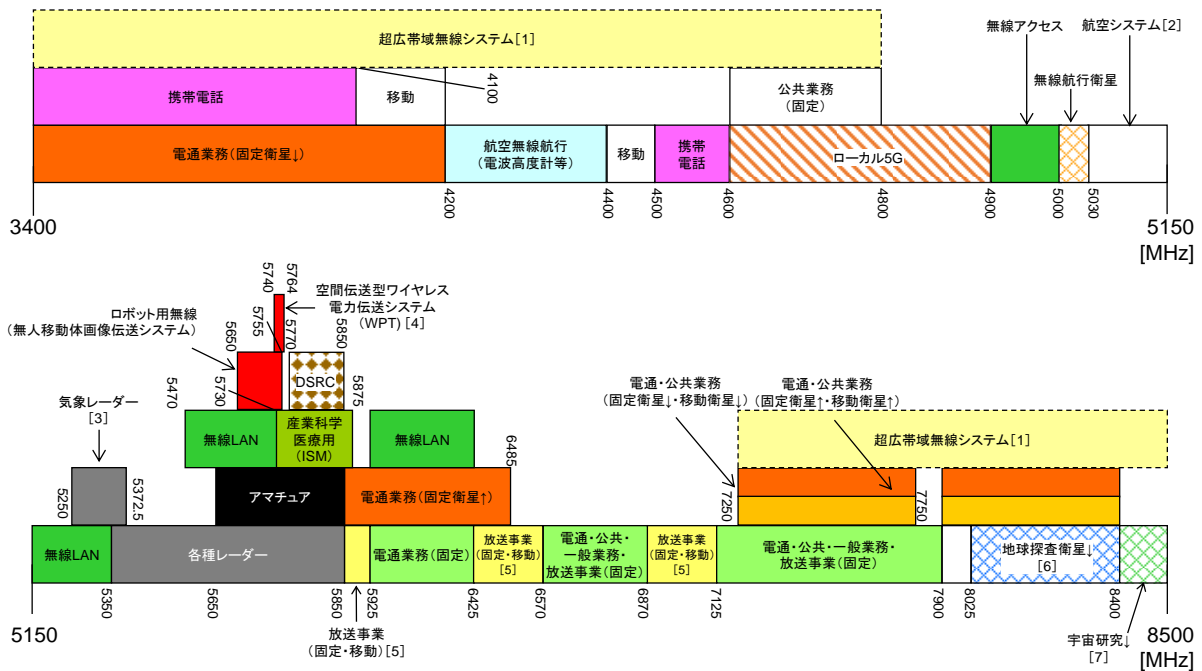 超広帯域無線システム[1]
無線アクセス
航空システム[2]
無線航行衛星
携帯電話
移動
4100
公共業務
(固定)
電通業務(固定衛星↓)
航空無線航行
(電波高度計等)
移動
携帯
電話
ローカル5G
3400
4200
4400
4500
4600
4800
4900
5000
5030
5150
[MHz]
5740
5764
空間伝送型ワイヤレス
電力伝送システム
(WPT) [4]
ロボット用無線
(無人移動体画像伝送システム)
5650
5755
5770
5850
DSRC
気象レーダー
[3]
5470
5730
5875
電通・公共業務
(固定衛星↓・移動衛星↓)
電通・公共業務
(固定衛星↑・移動衛星↑)
無線LAN
産業科学
医療用
(ISM)
無線LAN
超広帯域無線システム[1]
5250
5372.5
アマチュア
電通業務(固定衛星↑)
6485
7250
7750
無線LAN
各種レーダー
電通業務(固定)
放送事業
(固定・移動)
[5]
電通・公共・
一般業務・
放送事業(固定)
放送事業
(固定・移動)
[5]
電通・公共・一般業務・
放送事業(固定)
地球探査衛星↓
[6]
5150
5350
5650
5850
5925
6425
6570
6870
7125
7900
8025
8400
8500
[MHz]
放送事業
(固定・移動)[5]
宇宙研究↓
[7]